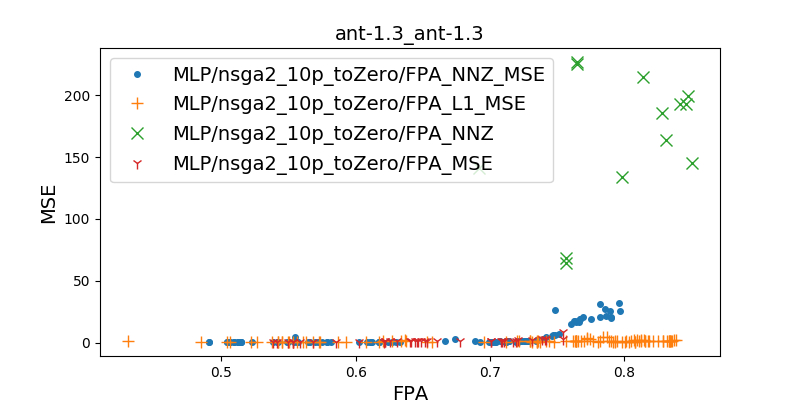 ant-1.3_ant-1.3
MLP/nsga2_10p_toZero/FPA_NNZ_MSE
MLP/nsga2_10p_toZero/FPA_L1_MSE
MLP/nsga2_10p_toZero/FPA_NNZ
MLP/nsga2_10p_toZero/FPA_MSE
MSE
200
150
100
50
0
0.5 0.6 0.7 0.8
FPA